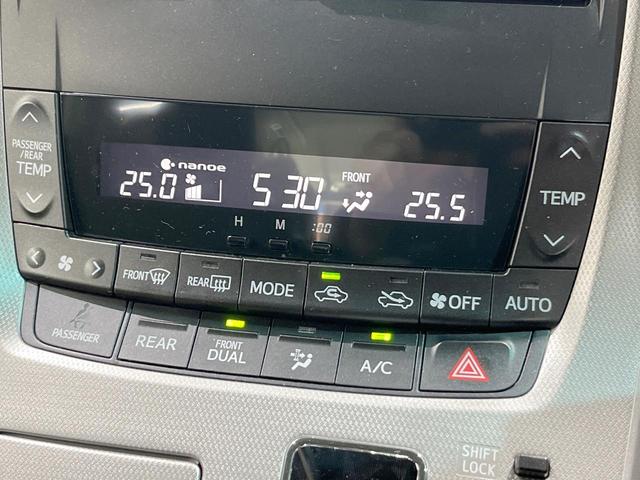 PASSENGER
/REAR
TEMP
nanoe
FRONT
25.0
5 30
25.5
TEMP
H M :00
FRONT
REAR
MODE
OFF
AUTO
PASSENGER
REAR
FRONT
DUAL
A/C
SHIFT
LOCK